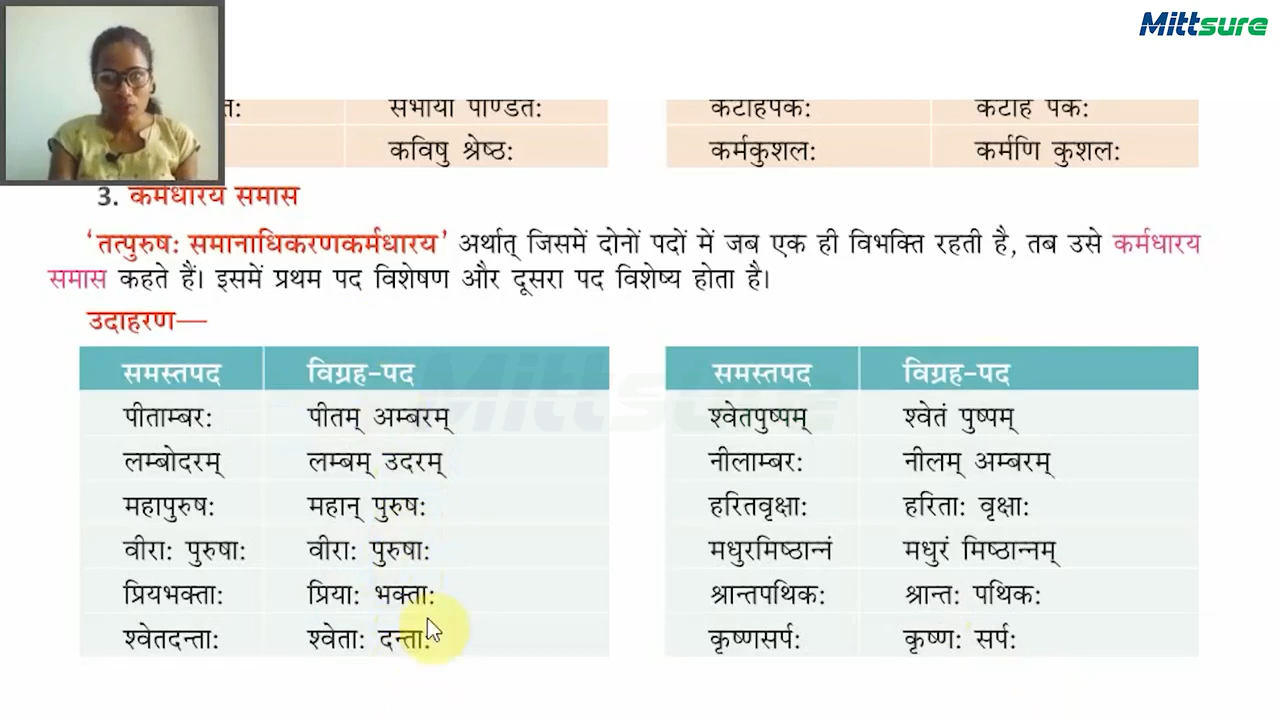 Mittsure
सभायां पण्डितः कटाहपक्वः कटाहे पक्वः
कविषु श्रेष्ठः कर्मकुशलः कर्मणि कुशलः
3. कर्मधारय समास
‘तत्पुरुषः समानाधिकरणकर्मधारय’ अर्थात् जिसमें दोनों पदों में जब एक ही विभक्ति रहती है, तब उसे कर्मधारय
समास कहते हैं। इसमें प्रथम पद विशेषण और दूसरा पद विशेष्य होता है।
उदाहरण—
समस्तपद विग्रह-पद समस्तपद विग्रह-पद
पीताम्बरः पीतम् अम्बरम् श्वेतपुष्पम् श्वेतं पुष्पम्
लम्बोदरम् लम्बम् उदरम् नीलाम्बरः नीलम् अम्बरम्
महापुरुषः महान् पुरुषः हरितवृक्षाः हरिताः वृक्षाः
वीराः पुरुषाः वीराः पुरुषाः मधुरमिष्ठान्नं मधुरं मिष्ठान्नम्
प्रियभक्ताः प्रियाः भक्ताः श्रान्तपथिकः श्रान्तः पथिकः
श्वेतदन्ताः श्वेताः दन्ताः कृष्णसर्पः कृष्णः सर्पः